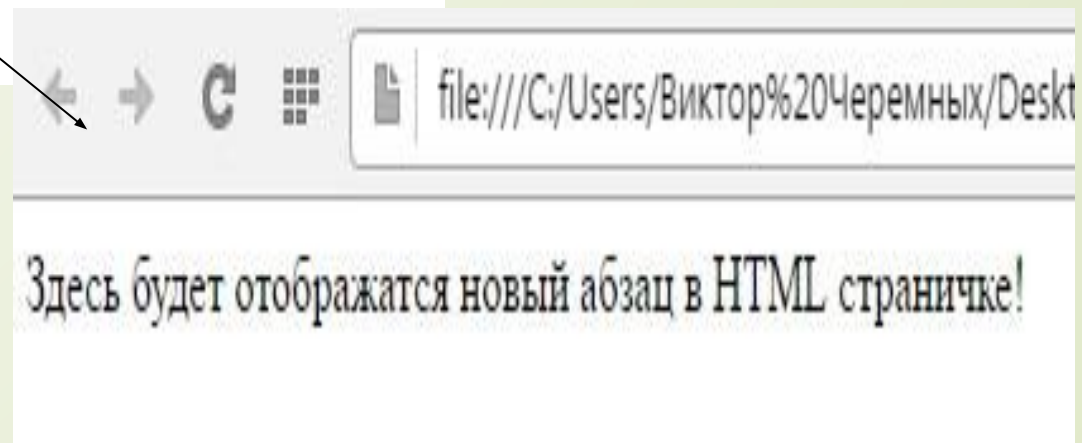 file:///C:/Users/Виктор%20Черемных/Deskt
Здесь будет отображатся новый абзац в HTML страничке!